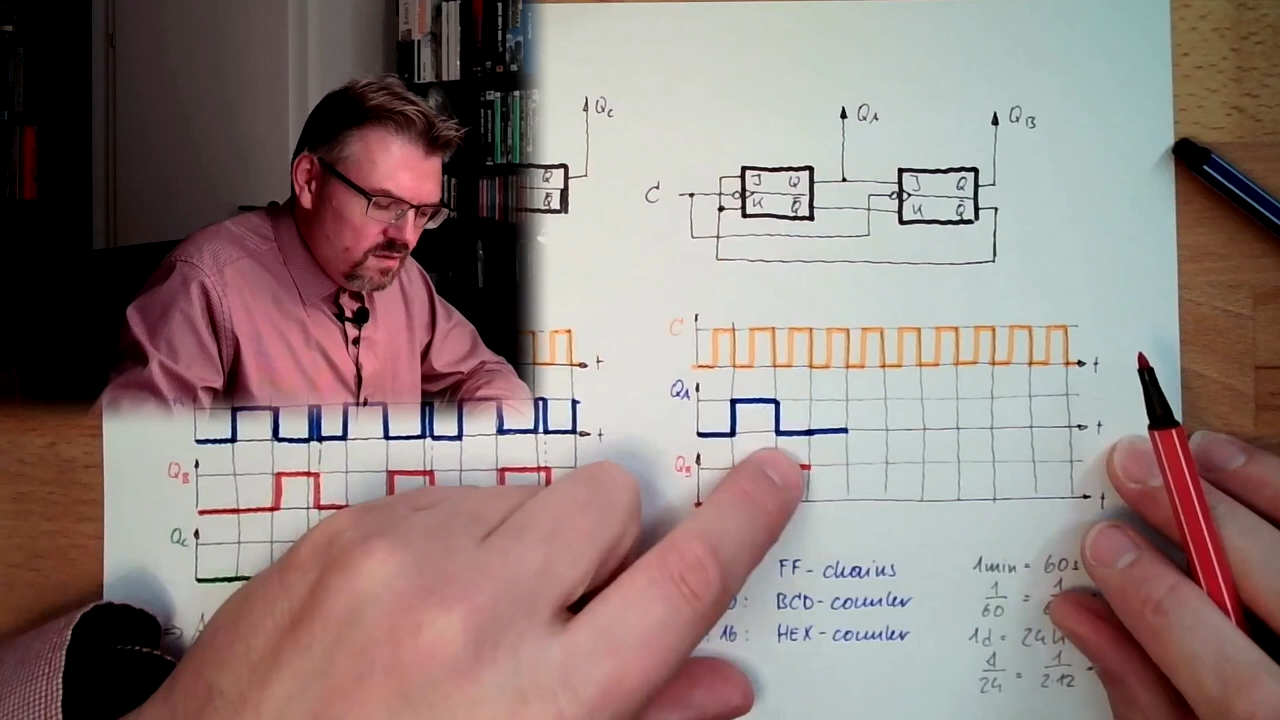 Qc
QA
QB
C
J Q
K Q̅
J Q
K Q̅
Q
Q̅
C
t
t
QA
t
t
QB
QB
t
Qc
FF-chains
BCD-counter
16: HEX-counter
1min = 60s
1/60 =
1d = 24h
1/24 = 1/2·12
⇒